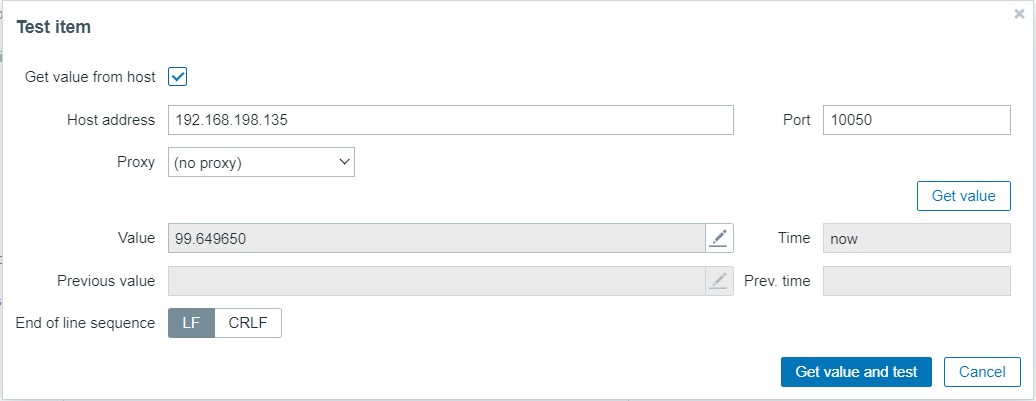 Test item
Get value from host
Host address 192.168.198.135 Port 10050
Proxy (no proxy)
Get value
Value 99.649650 Time now
Previous value Prev. time
End of line sequence LF CRLF
Get value and test Cancel